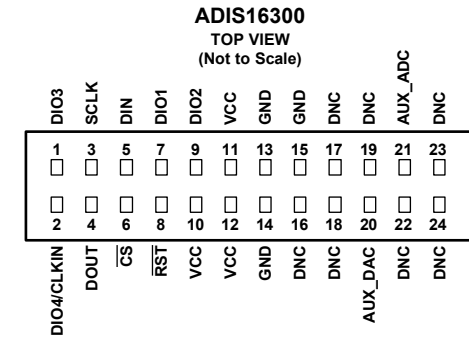 ADIS16300
TOP VIEW
(Not to Scale)
DIO3 SCLK DIN DIO1 DIO2 VCC GND GND DNC DNC AUX_ADC DNC
1 3 5 7 9 11 13 15 17 19 21 23
2 4 6 8 10 12 14 16 18 20 22 24
DIO4/CLKIN DOUT CS RST VCC VCC GND DNC DNC AUX_DAC DNC DNC